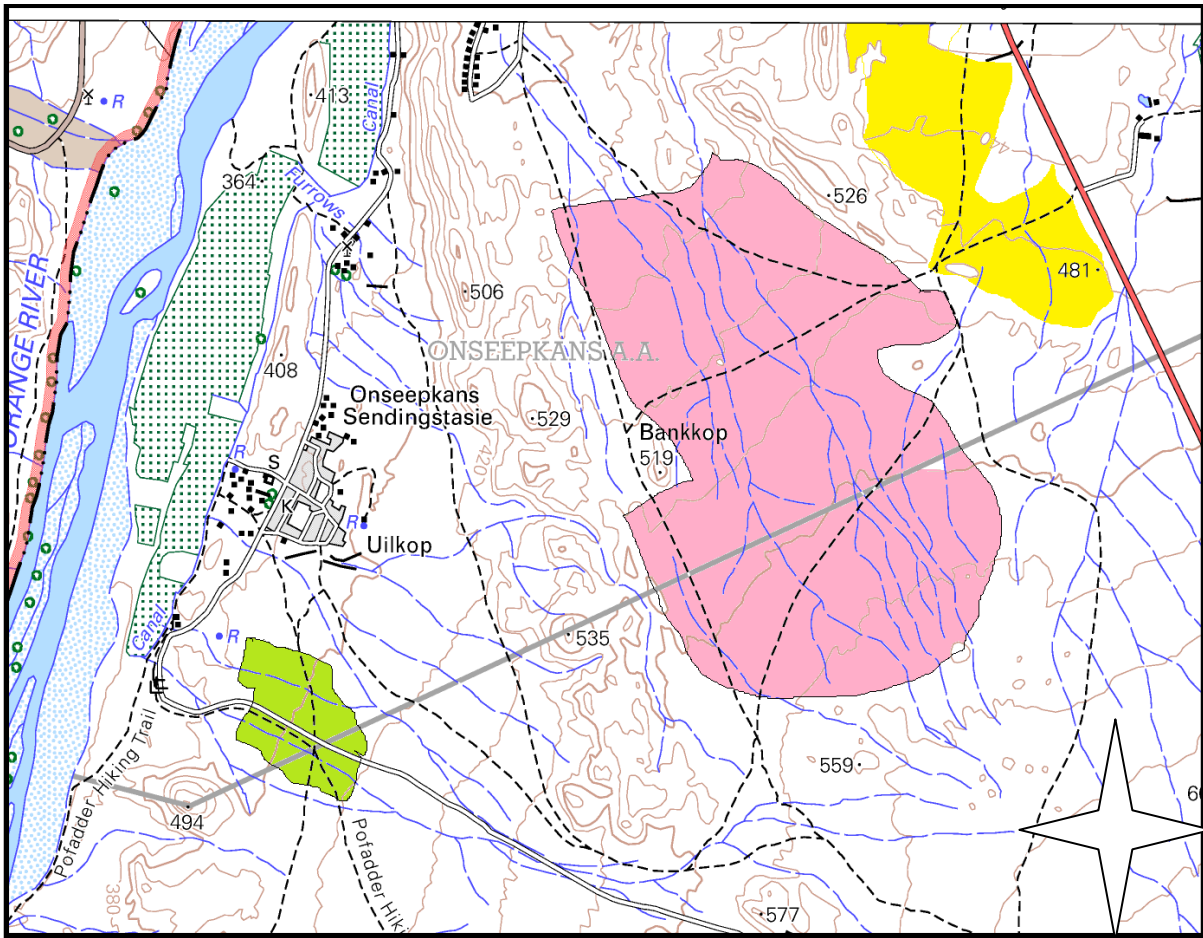 R
413
Canal
364
Furrows
526
481
ORANGE RIVER
506
ONSEEPKANS A.A.
408
Onseepkans
Sendingstasie
529
Bankkop
519
420
R
S
K
R
Uilkop
Canal
R
535
559
494
Pofadder Hiking Trail
Pofadder Hiki
380
577